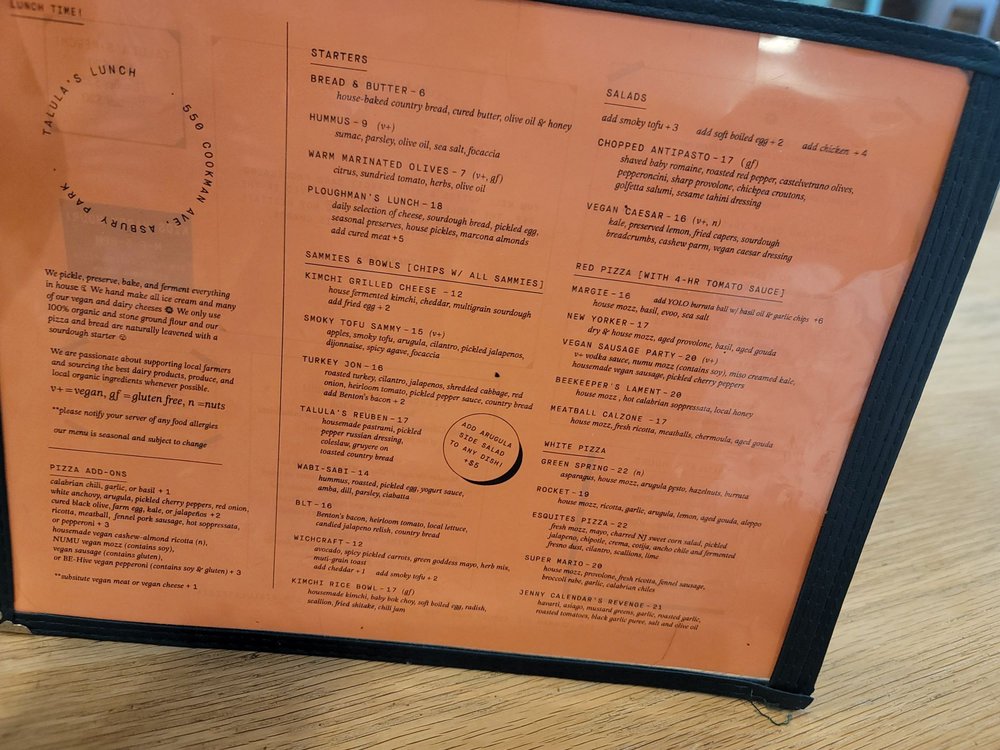 LUNCH TIME!
TALULA'S LUNCH
550 COOKMAN AVE, ASBURY PARK
We pickle, preserve, bake, and ferment everything
in house & We hand make all ice cream and many
of our vegan and dairy cheeses We only use
100% organic and stone ground flour and our
pizza and bread are naturally leavened with a
sourdough starter
We are passionate about supporting local farmers
and sourcing the best dairy products, produce, and
local organic ingredients whenever possible.
v+ = vegan, gf = gluten free, n = nuts
**please notify your server of any food allergies
our menu is seasonal and subject to change
PIZZA ADD-ONS
calabrian chili, garlic, or basil + 1
white anchovy, arugula, pickled cherry peppers, red onion,
cured black olive, farm egg, kale, or jalapeños +2
ricotta, meatball, fennel pork sausage, hot soppressata,
or pepperoni + 3
housemade vegan cashew-almond ricotta (n),
NUMU vegan mozz (contains soy),
vegan sausage (contains gluten),
or BE-Hive vegan pepperoni (contains soy & gluten) + 3
**substitute vegan meat or vegan cheese + 1
STARTERS
BREAD & BUTTER – 6
house-baked country bread, cured butter, olive oil & honey
HUMMUS – 9 (v+)
sumac, parsley, olive oil, sea salt, focaccia
WARM MARINATED OLIVES – 7 (v+, gf)
citrus, sundried tomato, herbs, olive oil
PLOUGHMAN'S LUNCH – 18
daily selection of cheese, sourdough bread, pickled egg,
seasonal preserves, house pickles, marcona almonds
add cured meat +5
SAMMIES & BOWLS [CHIPS W/ ALL SAMMIES]
KIMCHI GRILLED CHEESE – 12
house fermented kimchi, cheddar, multigrain sourdough
add fried egg + 2
SMOKY TOFU SAMMY – 15 (v+)
apples, smoky tofu, arugula, cilantro, pickled jalapenos,
dijonnaise, spicy agave, focaccia
TURKEY JON – 16
roasted turkey, cilantro, jalapenos, shredded cabbage, red
onion, heirloom tomato, pickled pepper sauce, country bread
add Benton's bacon + 2
TALULA'S REUBEN – 17
housemade pastrami, pickled
pepper russian dressing,
coleslaw, gruyere on
toasted country bread
ADD ARUGULA
SIDE SALAD
TO ANY DISH!
+$5
WABI-SABI – 14
hummus, roasted, pickled egg, yogurt sauce,
amba, dill, parsley, ciabatta
BLT – 16
Benton's bacon, heirloom tomato, local lettuce,
candied jalapeno relish, country bread
WICHCRAFT – 12
avocado, spicy pickled carrots, green goddess mayo, herb mix,
muti-grain toast
add cheddar +1 add smoky tofu + 2
KIMCHI RICE BOWL – 17 (gf)
housemade kimchi, baby bok choy, soft boiled egg, radish,
scallion, fried shitake, chili jam
SALADS
add smoky tofu + 3 add soft boiled egg + 2 add chicken + 4
CHOPPED ANTIPASTO – 17 (gf)
shaved baby romaine, roasted red pepper, castelvetrano olives,
pepperoncini, sharp provolone, chickpea croutons,
golfetta salumi, sesame tahini dressing
VEGAN CAESAR – 16 (v+, n)
kale, preserved lemon, fried capers, sourdough
breadcrumbs, cashew parm, vegan caesar dressing
RED PIZZA [WITH 4-HR TOMATO SAUCE]
MARGIE – 16 add YOLO burrata ball w/ basil oil & garlic chips +6
house mozz, basil, evoo, sea salt
NEW YORKER – 17
dry & house mozz, aged provolone, basil, aged gouda
VEGAN SAUSAGE PARTY – 20 (v+)
v+ vodka sauce, numu mozz (contains soy), miso creamed kale,
homemade vegan sausage, pickled cherry peppers
BEEKEEPER'S LAMENT – 20
house mozz, hot calabrian soppressata, local honey
MEATBALL CALZONE – 17
house mozz, fresh ricotta, meatballs, chermoula, aged gouda
WHITE PIZZA
GREEN SPRING – 22 (n)
asparagus, house mozz, arugula pesto, hazelnuts, burrata
ROCKET – 19
house mozz, ricotta, garlic, arugula, lemon, aged gouda, aleppo
ESQUITES PIZZA – 22
fresh mozz, mayo, charred NJ sweet corn salad, pickled
jalapeño, chipotle, crema, cotija, ancho chile and fermented
fresno dust, cilantro, scallions, lime
SUPER MARIO – 20
house mozz, provolone, fresh ricotta, fennel sausage,
broccoli rabe, garlic, calabrian chiles
JENNY CALENDAR'S REVENGE – 21
havarti, asiago, mustard greens, garlic, roasted garlic,
roasted tomatoes, black garlic puree, salt and olive oil